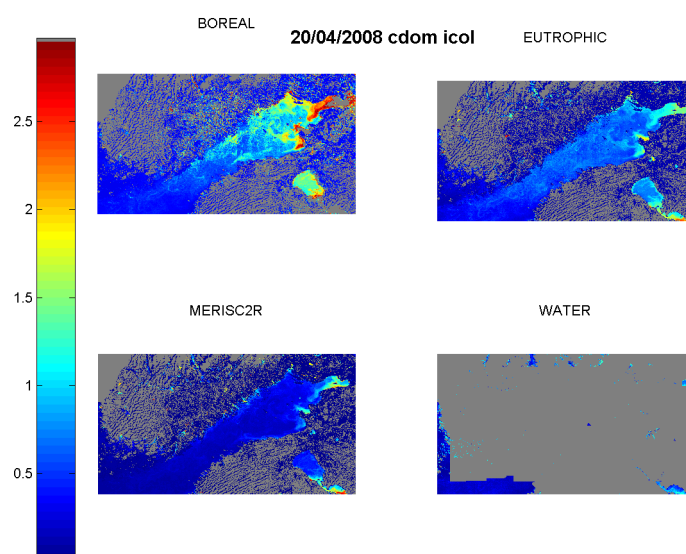 BOREAL
20/04/2008 cdom icol
EUTROPHIC
2.5
2
1.5
1
0.5
MERISC2R
WATER